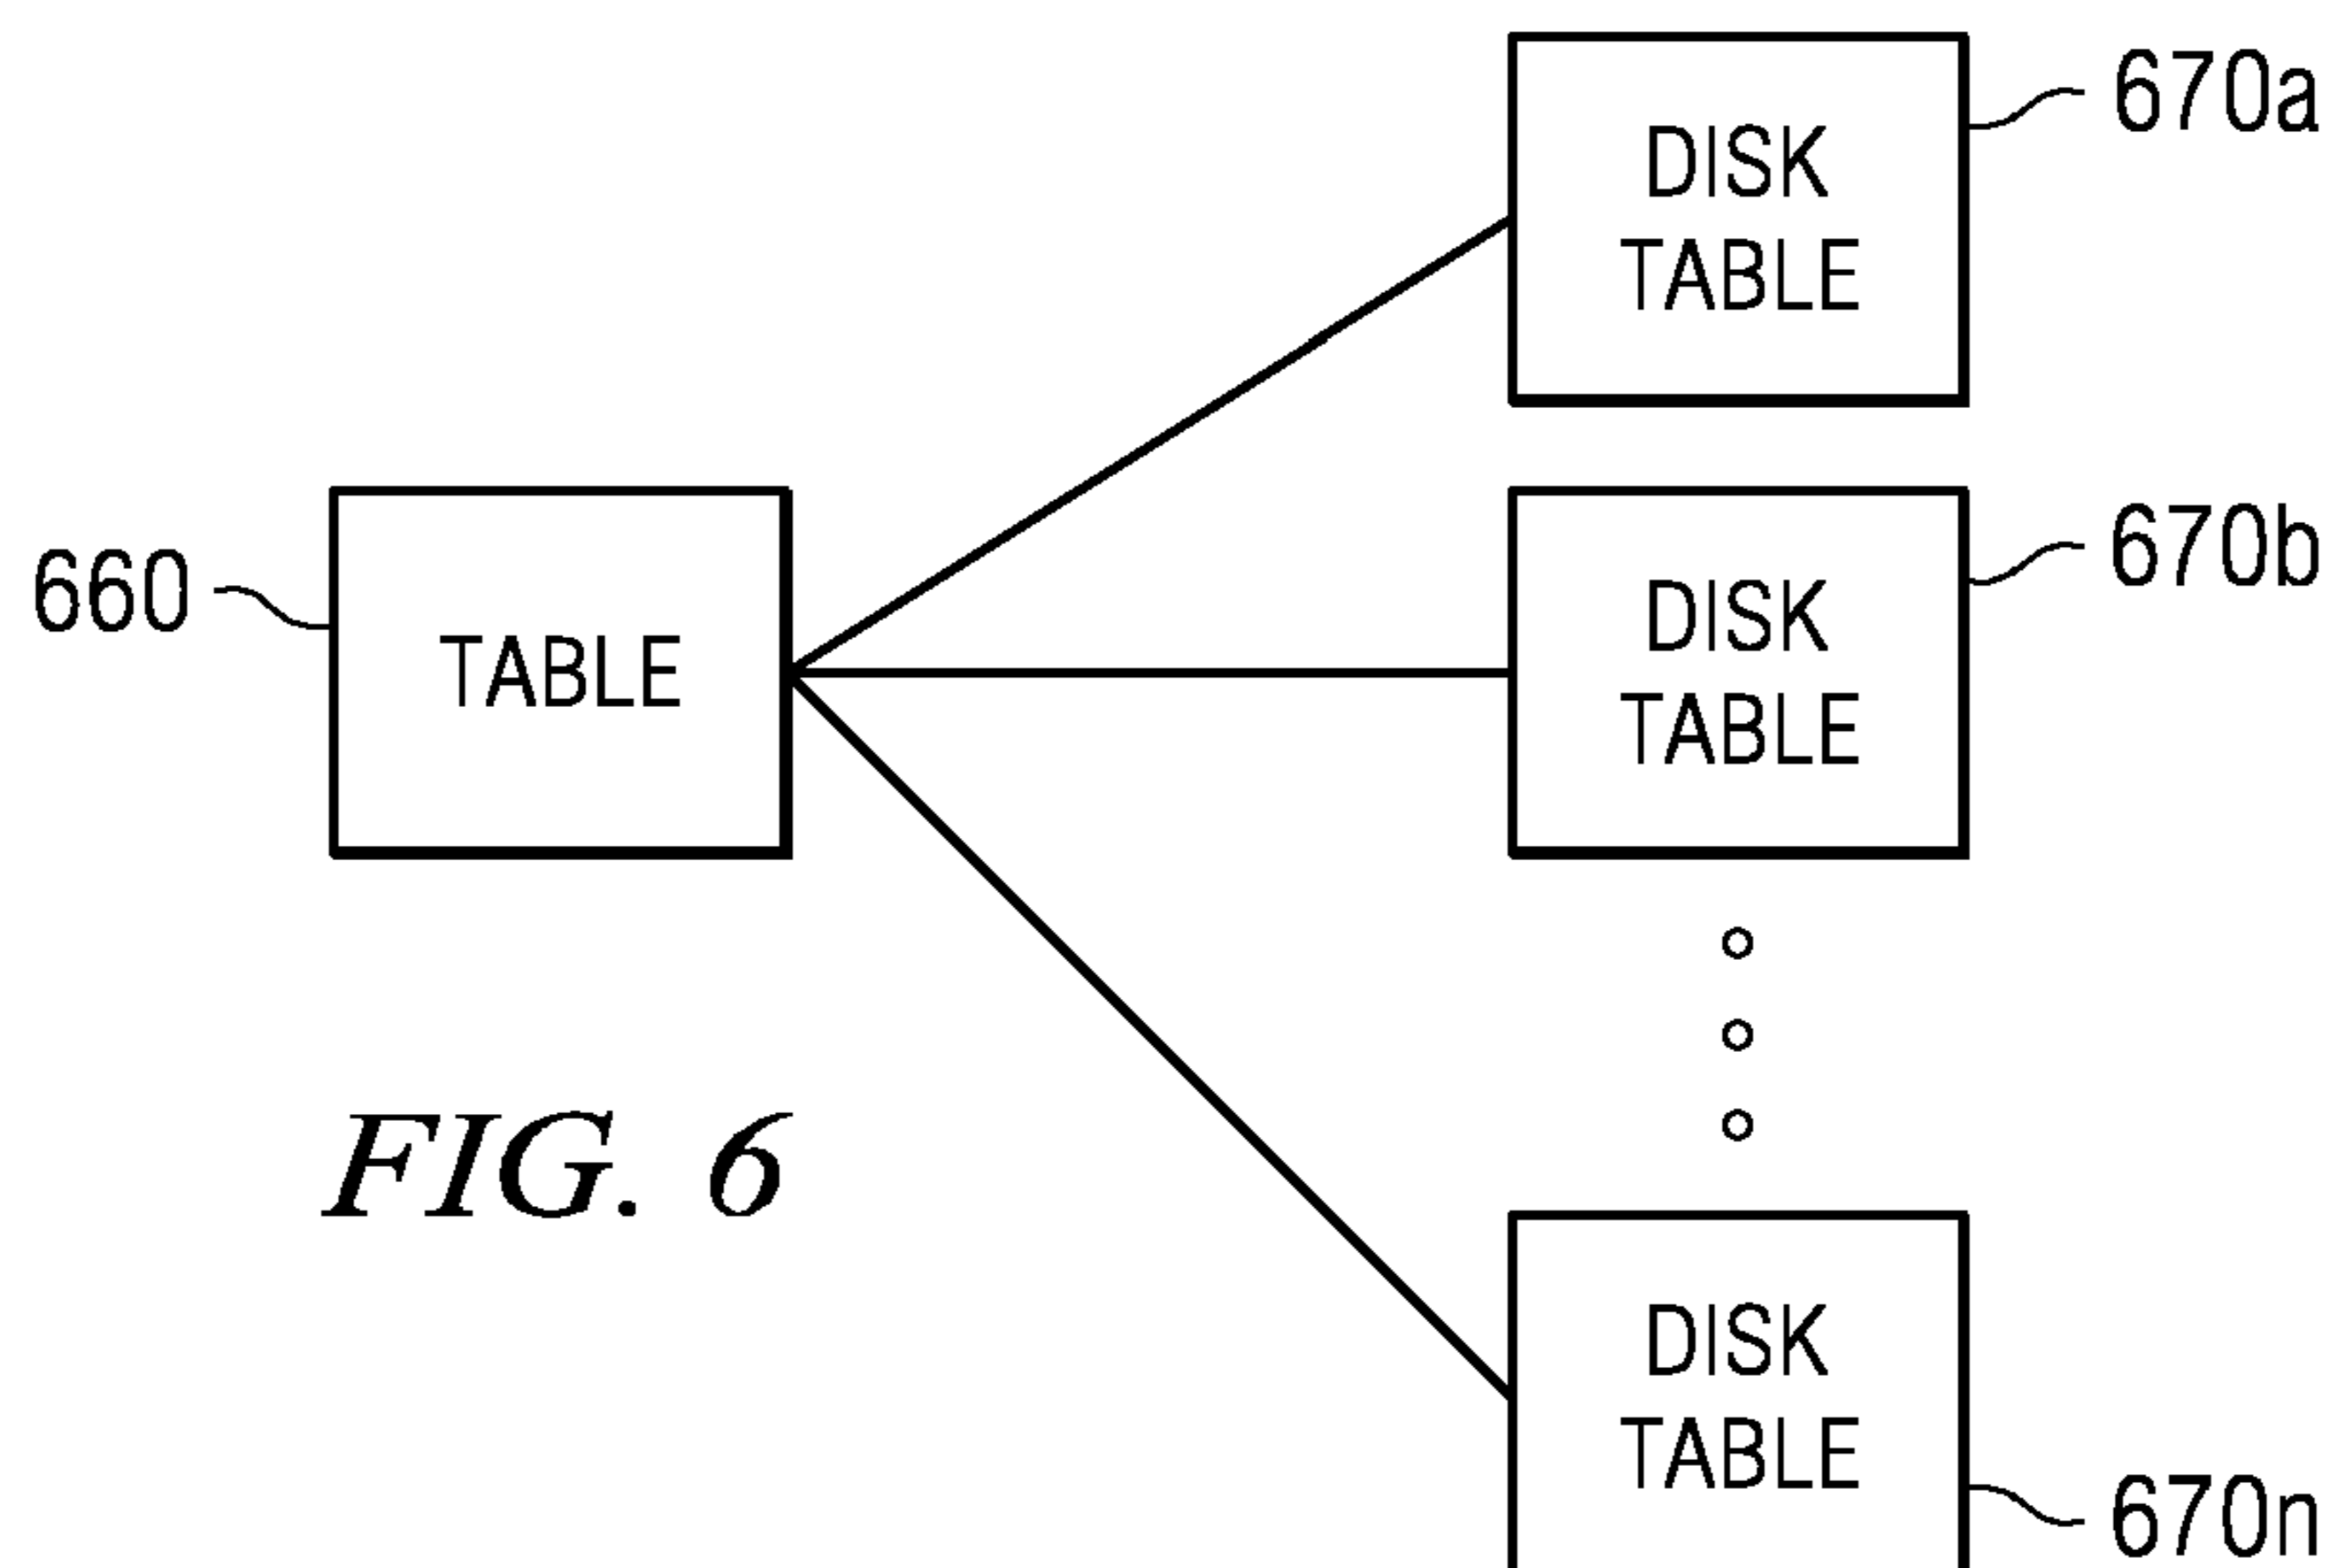 670a
DISK
TABLE
660
TABLE
670b
DISK
TABLE
FIG. 6
DISK
TABLE
670n